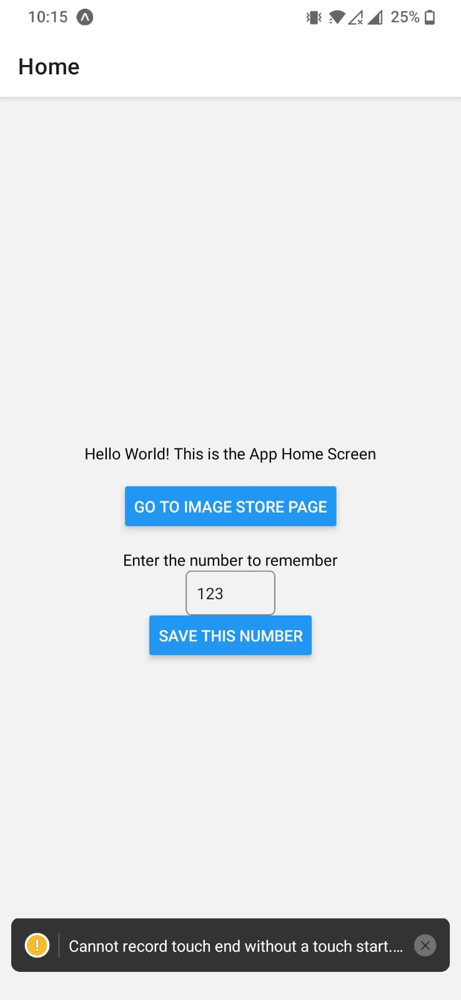 10:15
25%
Home
Hello World! This is the App Home Screen
GO TO IMAGE STORE PAGE
Enter the number to remember
123
SAVE THIS NUMBER
Cannot record touch end without a touch start....